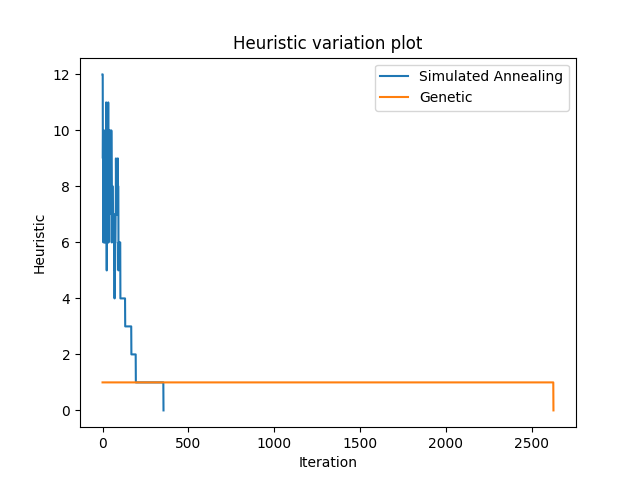 Heuristic variation plot
Simulated Annealing
Genetic
12
10
8
6
4
2
0
Heuristic
0 500 1000 1500 2000 2500
Iteration